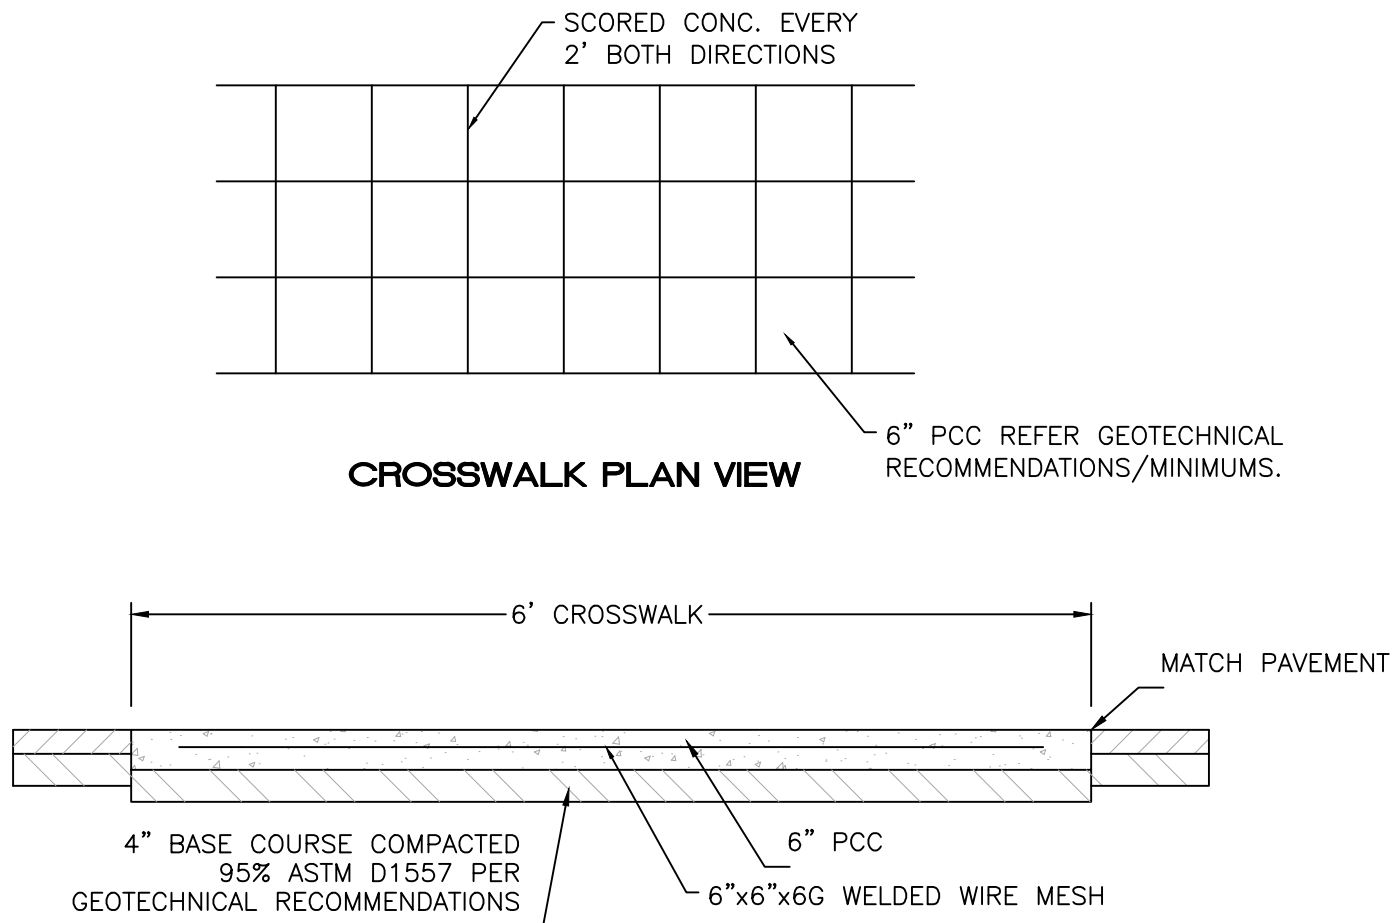 SCORED CONC. EVERY
2' BOTH DIRECTIONS
6" PCC REFER GEOTECHNICAL
RECOMMENDATIONS/MINIMUMS.
CROSSWALK PLAN VIEW
6' CROSSWALK
MATCH PAVEMENT
4" BASE COURSE COMPACTED
95% ASTM D1557 PER
GEOTECHNICAL RECOMMENDATIONS
6" PCC
6"x6"x6G WELDED WIRE MESH